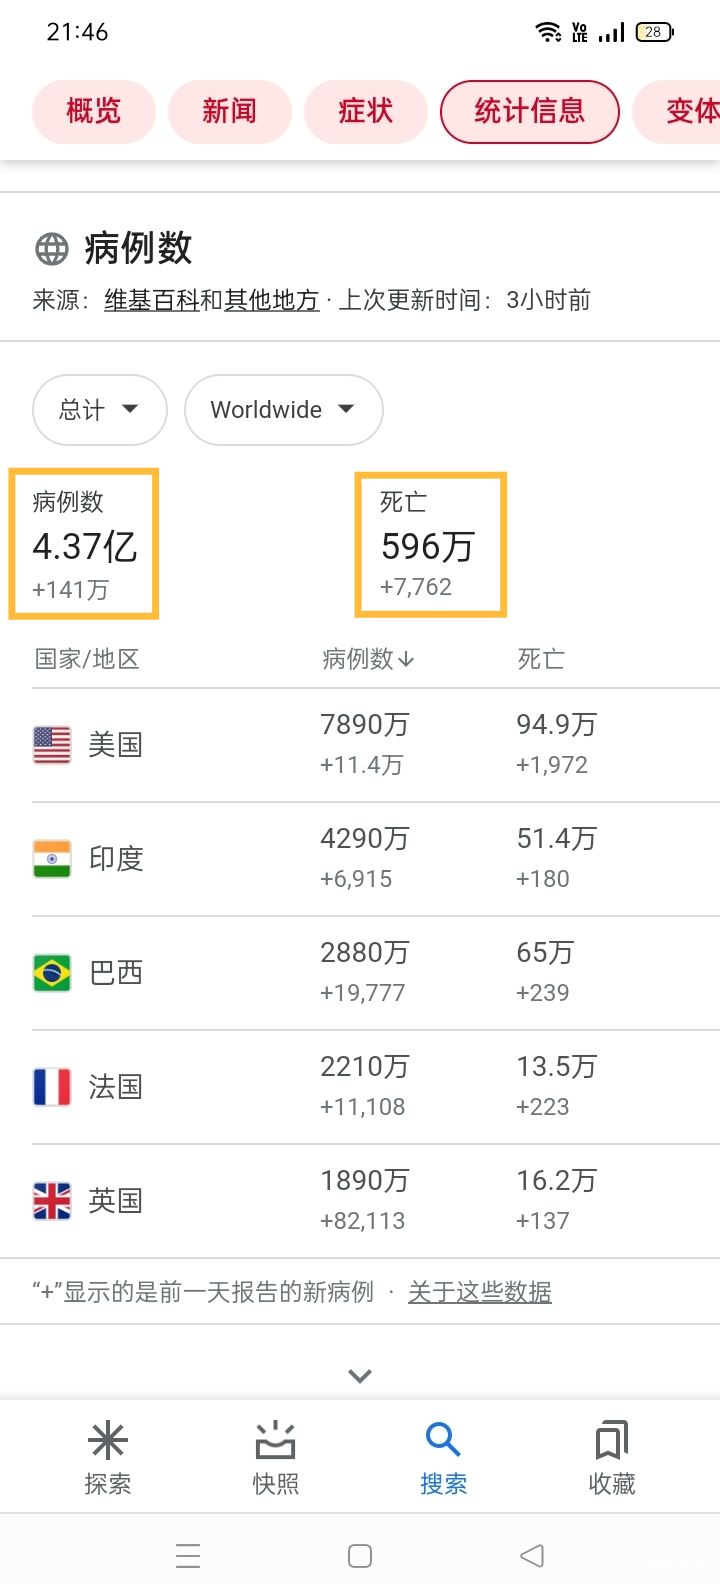 21:46
Vo
LTE
28
概览 新闻 症状 统计信息 变体
病例数
来源：维基百科和其他地方 · 上次更新时间：3小时前
总计 Worldwide
病例数 死亡
4.37亿 596万
+141万 +7,762
国家/地区 病例数↓ 死亡
美国 7890万 94.9万
+11.4万 +1,972
印度 4290万 51.4万
+6,915 +180
巴西 2880万 65万
+19,777 +239
法国 2210万 13.5万
+11,108 +223
英国 1890万 16.2万
+82,113 +137
“+”显示的是前一天报告的新病例 · 关于这些数据
探索 快照 搜索 收藏